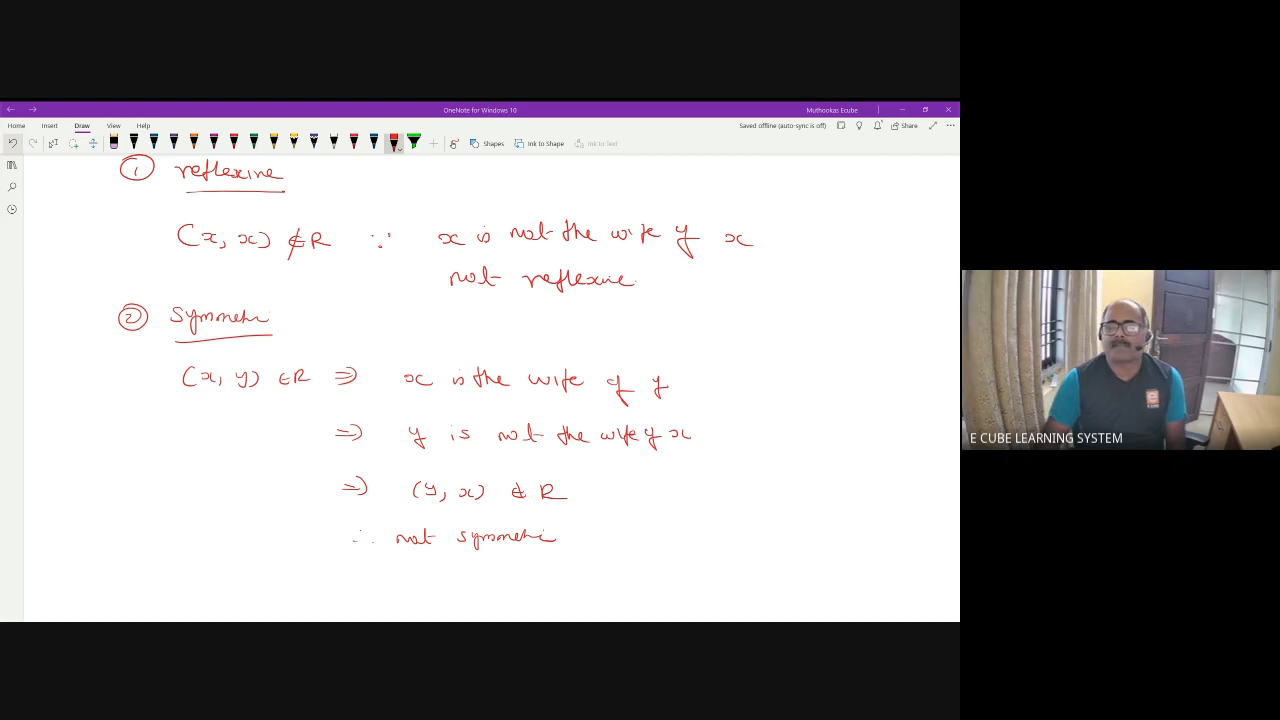 OneNote for Windows 10
Muthookas Ecube
Home Insert Draw View Help
Saved offline (auto-sync is off) Share
Shapes Ink to Shape Ink to Text
① reflexive
(x, x) ∉ R ∵ x is not the wife of x
not reflexive
② Symmetric
(x, y) ∈ R ⇒ x is the wife of y
⇒ y is not the wife of x
⇒ (y, x) ∉ R
∴ not symmetric
E CUBE LEARNING SYSTEM